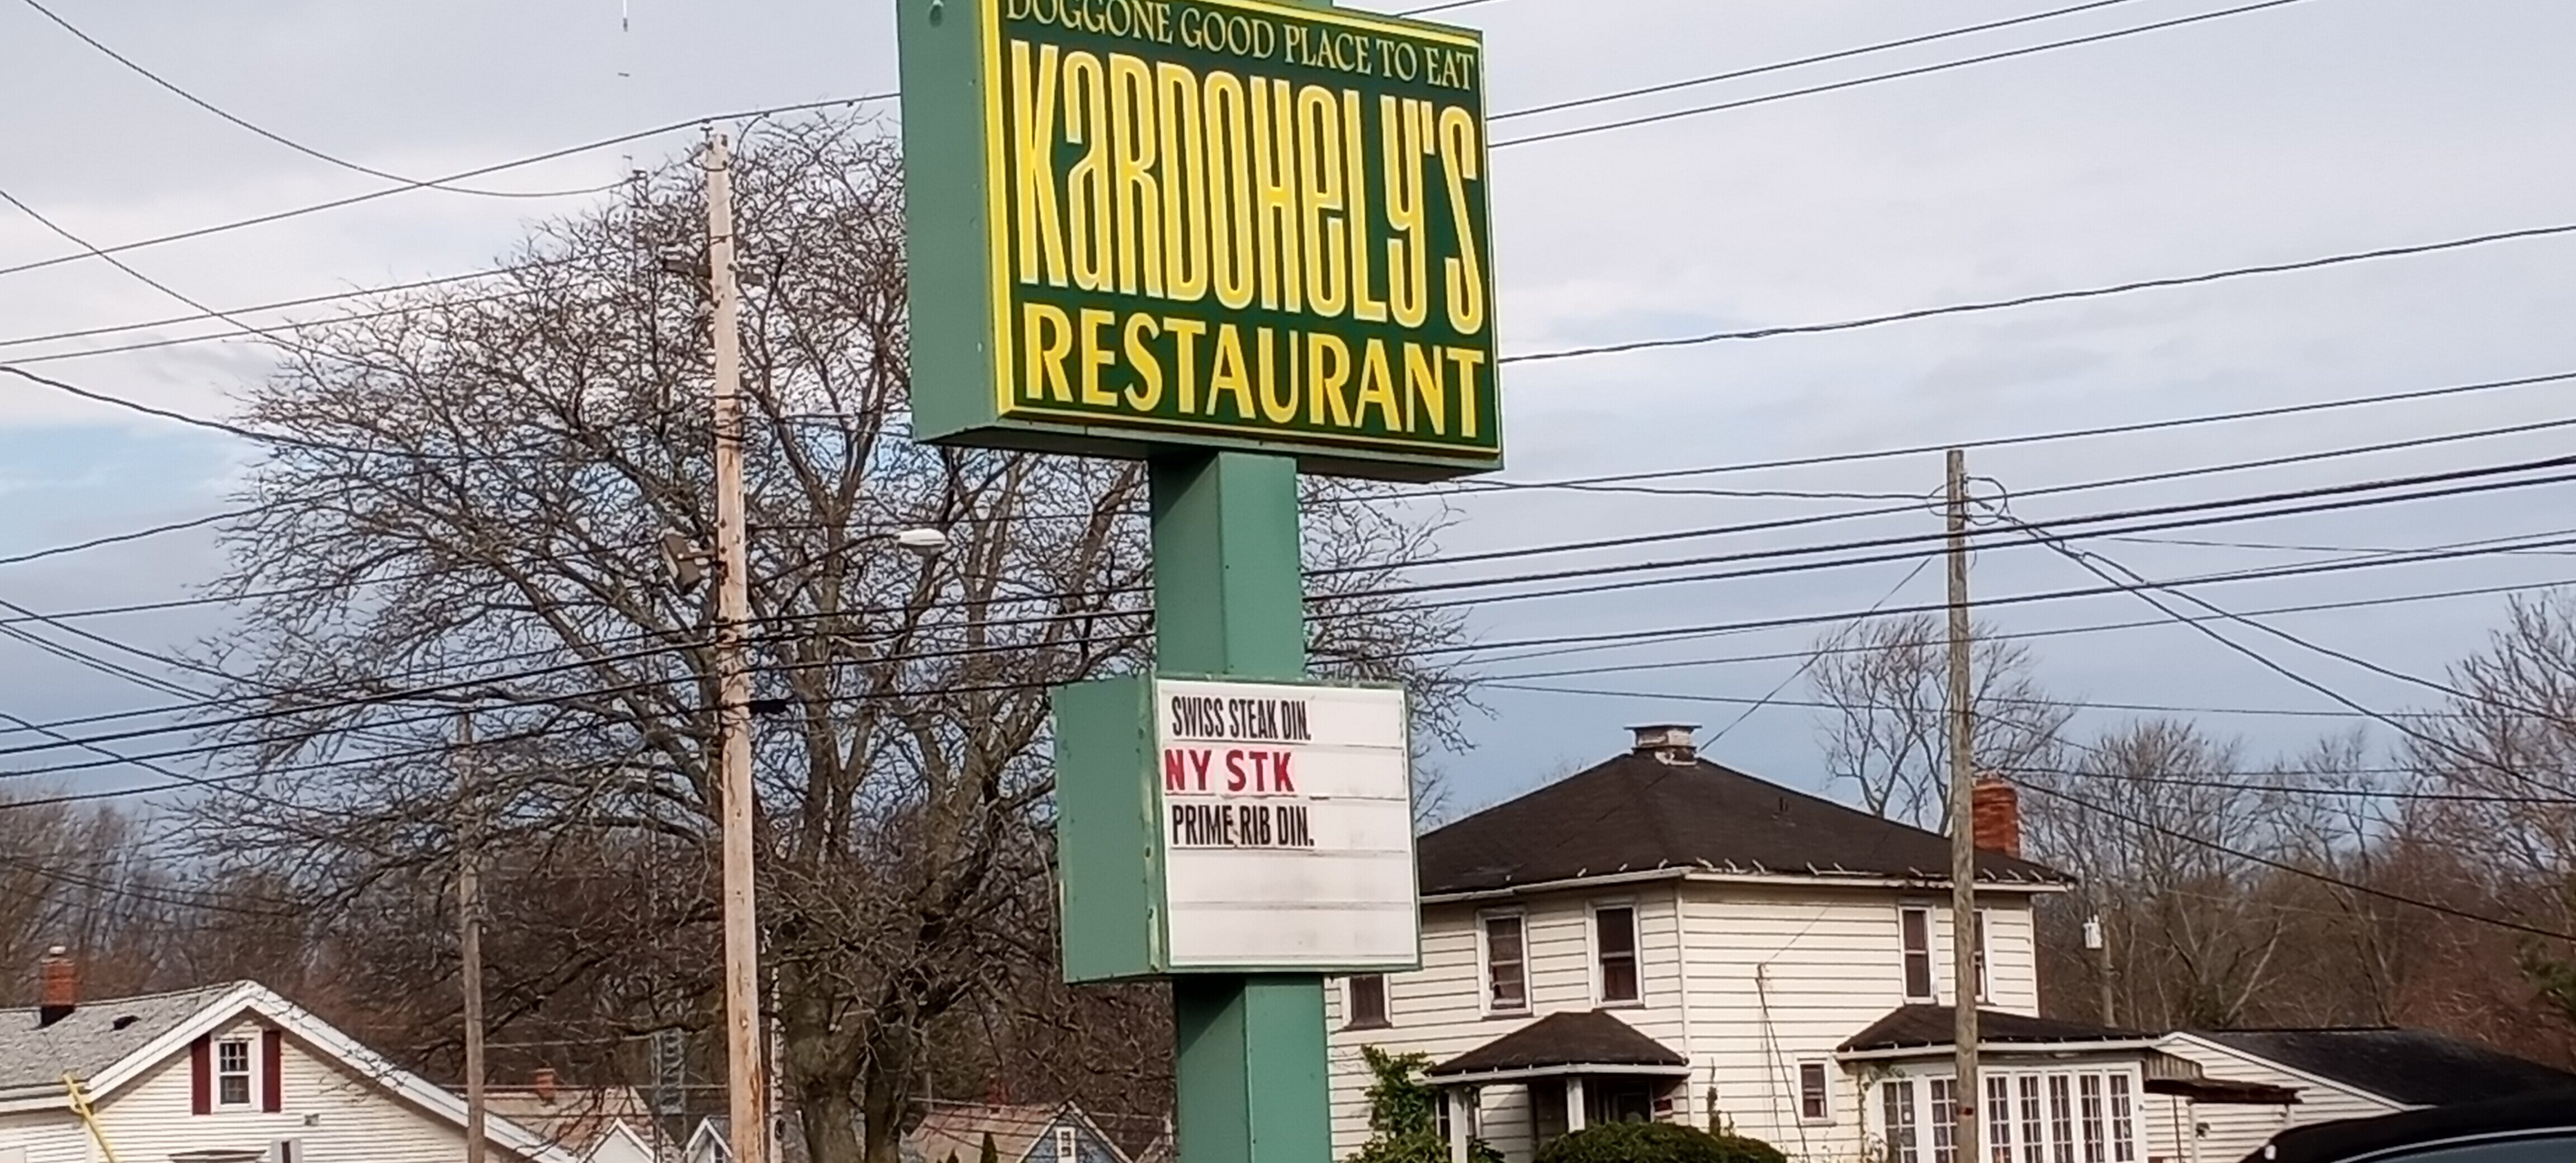 DOGGONE GOOD PLACE TO EAT
KaRDOHeLy'S
RESTAURANT
SWISS STEAK DIN.
NY STK
PRIME RIB DIN.